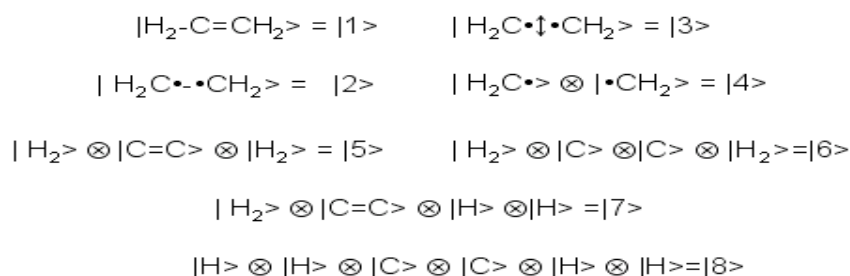 |H₂-C=CH₂> = |1> | H₂C•↕•CH₂> = |3>
| H₂C•-•CH₂> = |2> | H₂C•> ⊗ |•CH₂> = |4>
| H₂> ⊗ |C=C> ⊗ |H₂> = |5> | H₂> ⊗ |C> ⊗|C> ⊗ |H₂>=|6>
| H₂> ⊗ |C=C> ⊗ |H> ⊗|H> =|7>
|H> ⊗ |H> ⊗ |C> ⊗ |C> ⊗ |H> ⊗ |H>=|8>